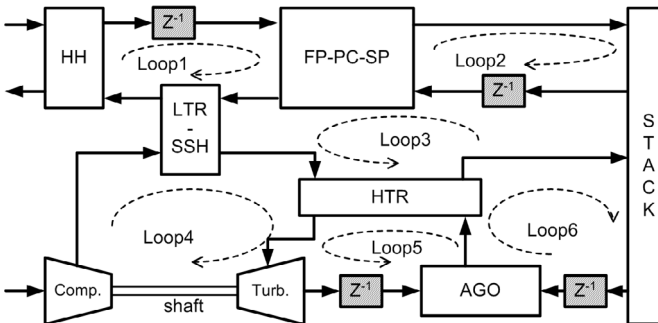 Z⁻¹
HH
Loop1
FP-PC-SP
Loop2
Z⁻¹
LTR
-
SSH
S
T
A
C
K
Loop3
HTR
Loop4
Loop5
Loop6
Comp.
shaft
Turb.
Z⁻¹
AGO
Z⁻¹